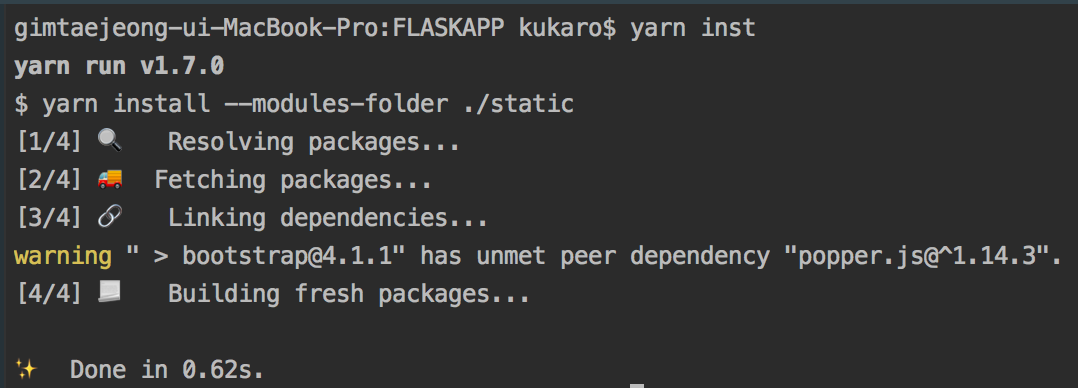 gimtaejeong-ui-MacBook-Pro:FLASKAPP kukaro$ yarn inst
yarn run v1.7.0
$ yarn install --modules-folder ./static
[1/4] 🔍 Resolving packages...
[2/4] 🚚 Fetching packages...
[3/4] 🔗 Linking dependencies...
warning " > bootstrap@4.1.1" has unmet peer dependency "popper.js@^1.14.3".
[4/4] 📃 Building fresh packages...
✨ Done in 0.62s.